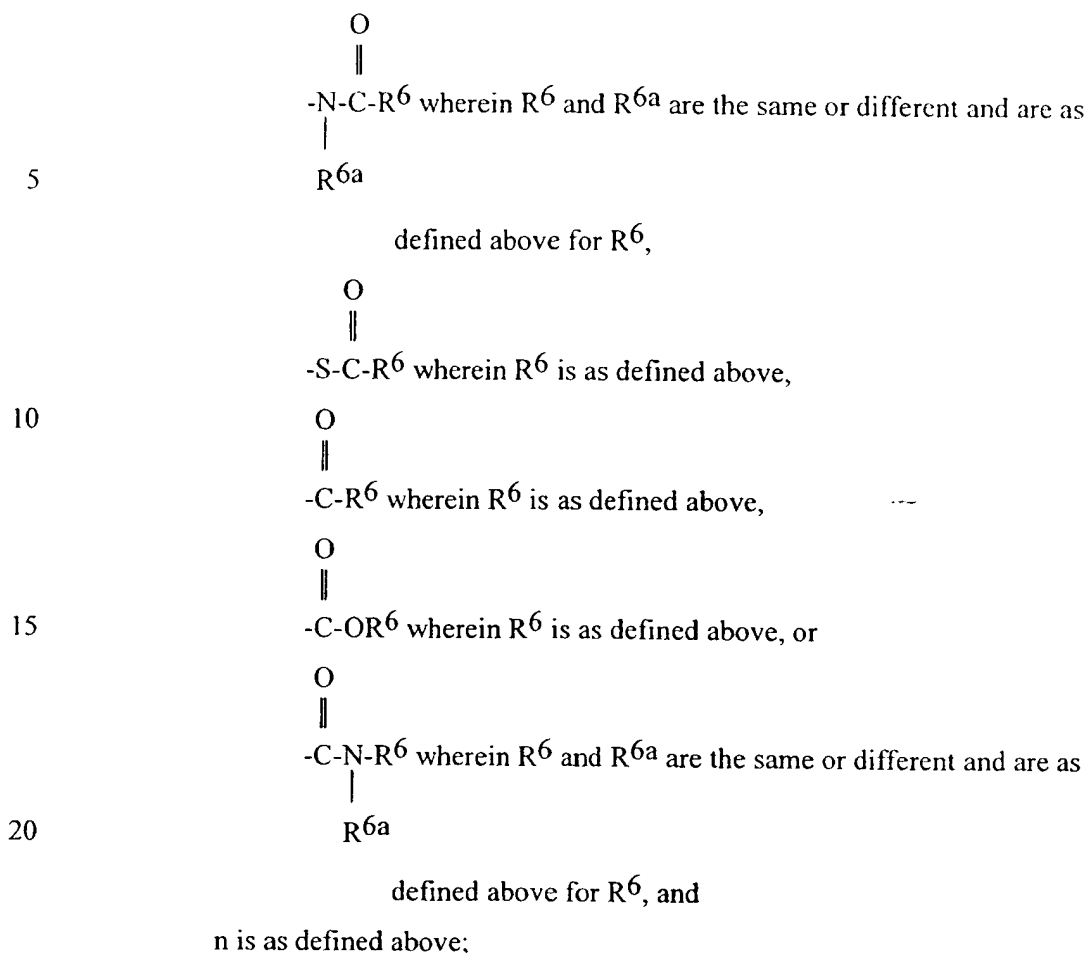 O
||
-N-C-R6 wherein R6 and R6a are the same or different and are as
|
5 R6a
defined above for R6,
O
||
-S-C-R6 wherein R6 is as defined above,
10 O
||
-C-R6 wherein R6 is as defined above,
O
||
15 -C-OR6 wherein R6 is as defined above, or
O
||
-C-N-R6 wherein R6 and R6a are the same or different and are as
|
20 R6a
defined above for R6, and
n is as defined above;